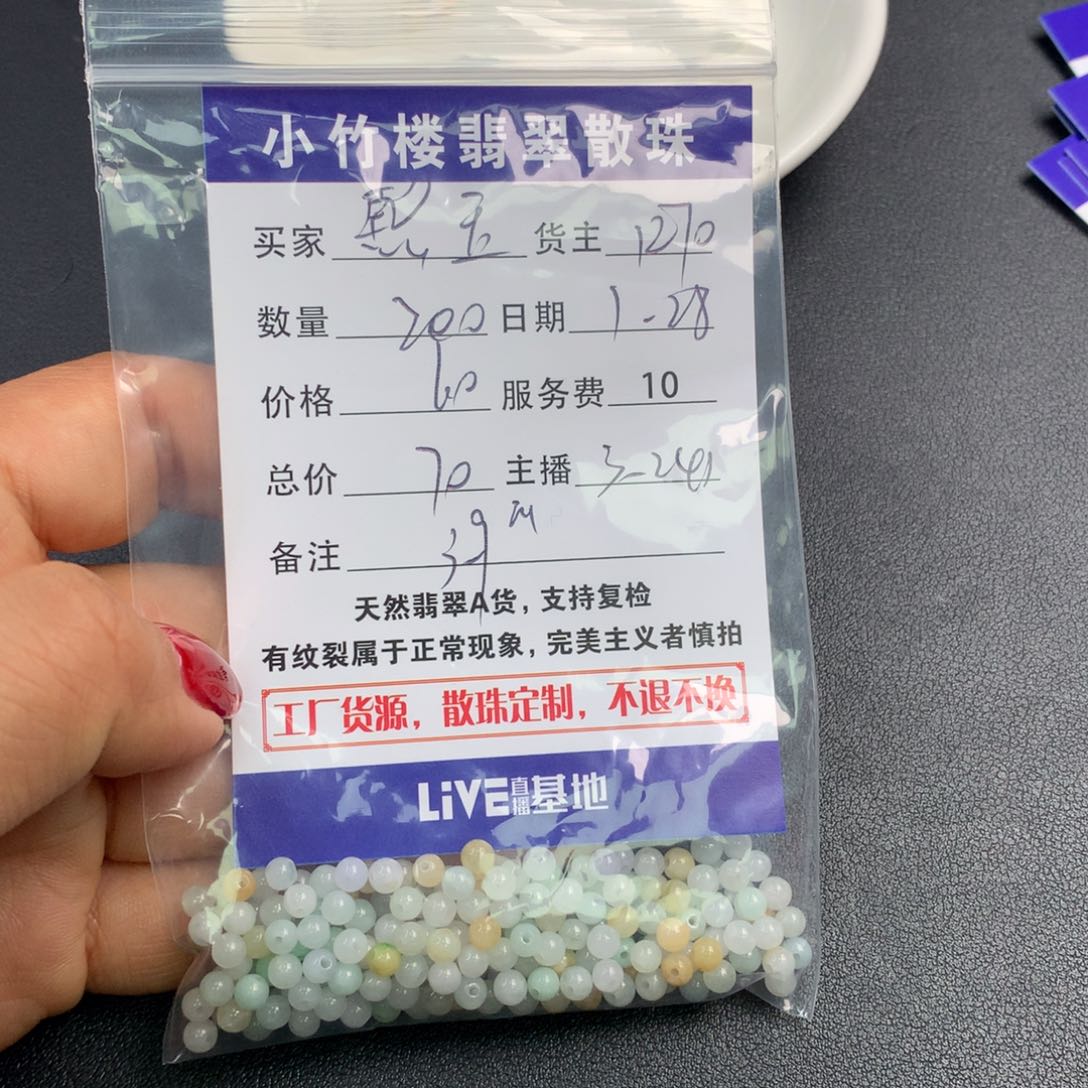 小竹楼翡翠散珠
买家 熙玉 货主 1270
数量 200 日期 1-28
价格 60 服务费 10
总价 70 主播
备注 39
天然翡翠A货，支持复检
有纹裂属于正常现象，完美主义者慎拍
工厂货源，散珠定制，不退不换
LiVE直播基地